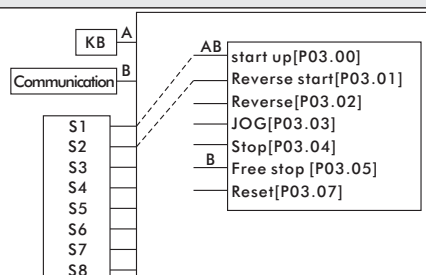 KB A
Communication B
S1
S2
S3
S4
S5
S6
S7
S8
AB start up[P03.00]
Reverse start[P03.01]
Reverse[P03.02]
JOG[P03.03]
Stop[P03.04]
B Free stop [P03.05]
Reset[P03.07]